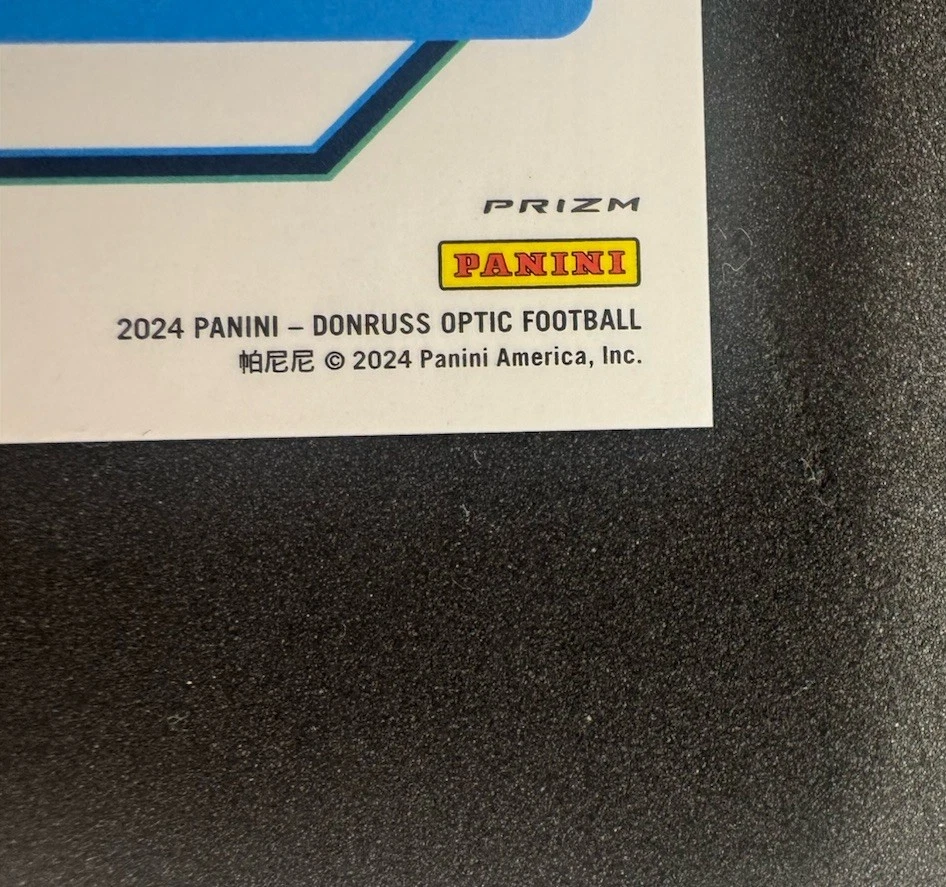 PRIZM
PANINI
2024 PANINI – DONRUSS OPTIC FOOTBALL
帕尼尼 © 2024 Panini America, Inc.